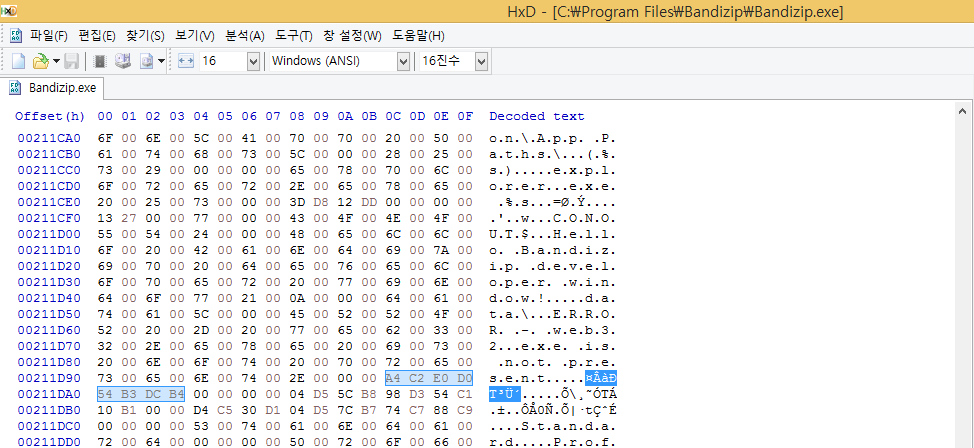 HxD - [C:₩Program Files₩Bandizip₩Bandizip.exe]
파일(F) 편집(E) 찾기(S) 보기(V) 분석(A) 도구(T) 창 설정(W) 도움말(H)
16 Windows (ANSI) 16진수
Bandizip.exe
Offset(h) 00 01 02 03 04 05 06 07 08 09 0A 0B 0C 0D 0E 0F Decoded text
00211CA0 6F 00 6E 00 5C 00 41 00 70 00 70 00 20 00 50 00 o.n.\.A.p.p. .P.
00211CB0 61 00 74 00 68 00 73 00 5C 00 00 00 28 00 25 00 a.t.h.s.\...(.%.
00211CC0 73 00 29 00 00 00 00 00 65 00 78 00 70 00 6C 00 s.).....e.x.p.l.
00211CD0 6F 00 72 00 65 00 72 00 2E 00 65 00 78 00 65 00 o.r.e.r...e.x.e.
00211CE0 20 00 25 00 73 00 00 00 3D D8 12 DD 00 00 00 00  .%.s...=Ø.Ý....
00211CF0 13 27 00 00 77 00 00 00 43 00 4F 00 4E 00 4F 00 .'..w...C.O.N.O.
00211D00 55 00 54 00 24 00 00 00 48 00 65 00 6C 00 6C 00 U.T.$...H.e.l.l.
00211D10 6F 00 20 00 42 00 61 00 6E 00 64 00 69 00 7A 00 o. .B.a.n.d.i.z.
00211D20 69 00 70 00 20 00 64 00 65 00 76 00 65 00 6C 00 i.p. .d.e.v.e.l.
00211D30 6F 00 70 00 65 00 72 00 20 00 77 00 69 00 6E 00 o.p.e.r. .w.i.n.
00211D40 64 00 6F 00 77 00 21 00 0A 00 00 00 64 00 61 00 d.o.w.!.....d.a.
00211D50 74 00 61 00 5C 00 00 00 45 00 52 00 52 00 4F 00 t.a.\...E.R.R.O.
00211D60 52 00 20 00 2D 00 20 00 77 00 65 00 62 00 33 00 R. .-. .w.e.b.3.
00211D70 32 00 2E 00 65 00 78 00 65 00 20 00 69 00 73 00 2...e.x.e. .i.s.
00211D80 20 00 6E 00 6F 00 74 00 20 00 70 00 72 00 65 00  .n.o.t. .p.r.e.
00211D90 73 00 65 00 6E 00 74 00 2E 00 00 00 A4 C2 E0 D0 s.e.n.t.....¤ÂàÐ
00211DA0 54 B3 DC B4 00 00 00 00 04 D5 5C B8 98 D3 54 C1 T³Ü´.....Õ\¸˜ÓTÁ
00211DB0 10 B1 00 00 D4 C5 30 D1 04 D5 7C B7 74 C7 88 C9 .±..ÔÅ0Ñ.Õ|·tÇˆÉ
00211DC0 00 00 00 00 53 00 74 00 61 00 6E 00 64 00 61 00 ....S.t.a.n.d.a.
00211DD0 72 00 64 00 00 00 00 00 50 00 72 00 6F 00 66 00 r.d.....P.r.o.f.